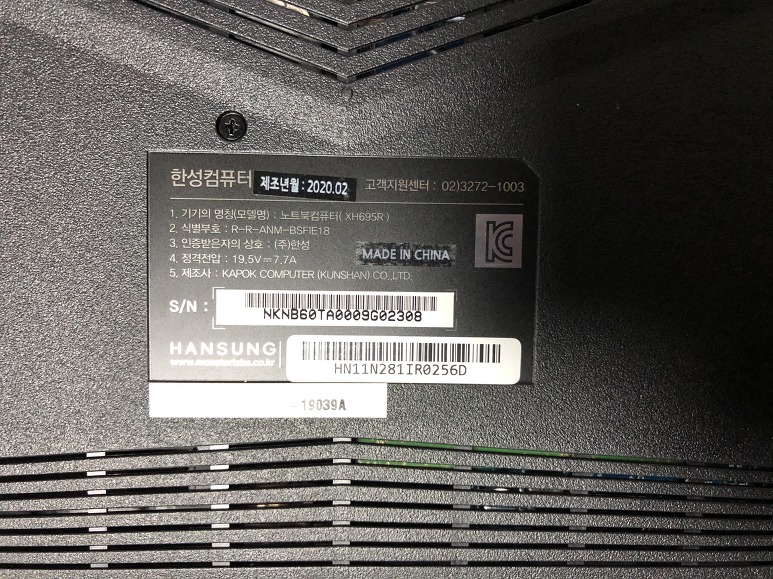 한성컴퓨터 제조년월 : 2020.02 고객지원센터 : 02)3272-1003
1. 기기의 명칭(모델명) : 노트북컴퓨터( XH695R )
2. 식별부호 : R-R-ANM-BSFIE18
3. 인증받은자의 상호 : (주)한성
4. 정격전압 : 19.5V⎓7.7A
5. 제조사 : KAPOK COMPUTER (KUNSHAN) CO.,LTD.
MADE IN CHINA
S/N :
NKNB60TA0009G02308
HANSUNG
www.monsterlabs.co.kr
HN11N281IR0256D
-19039A